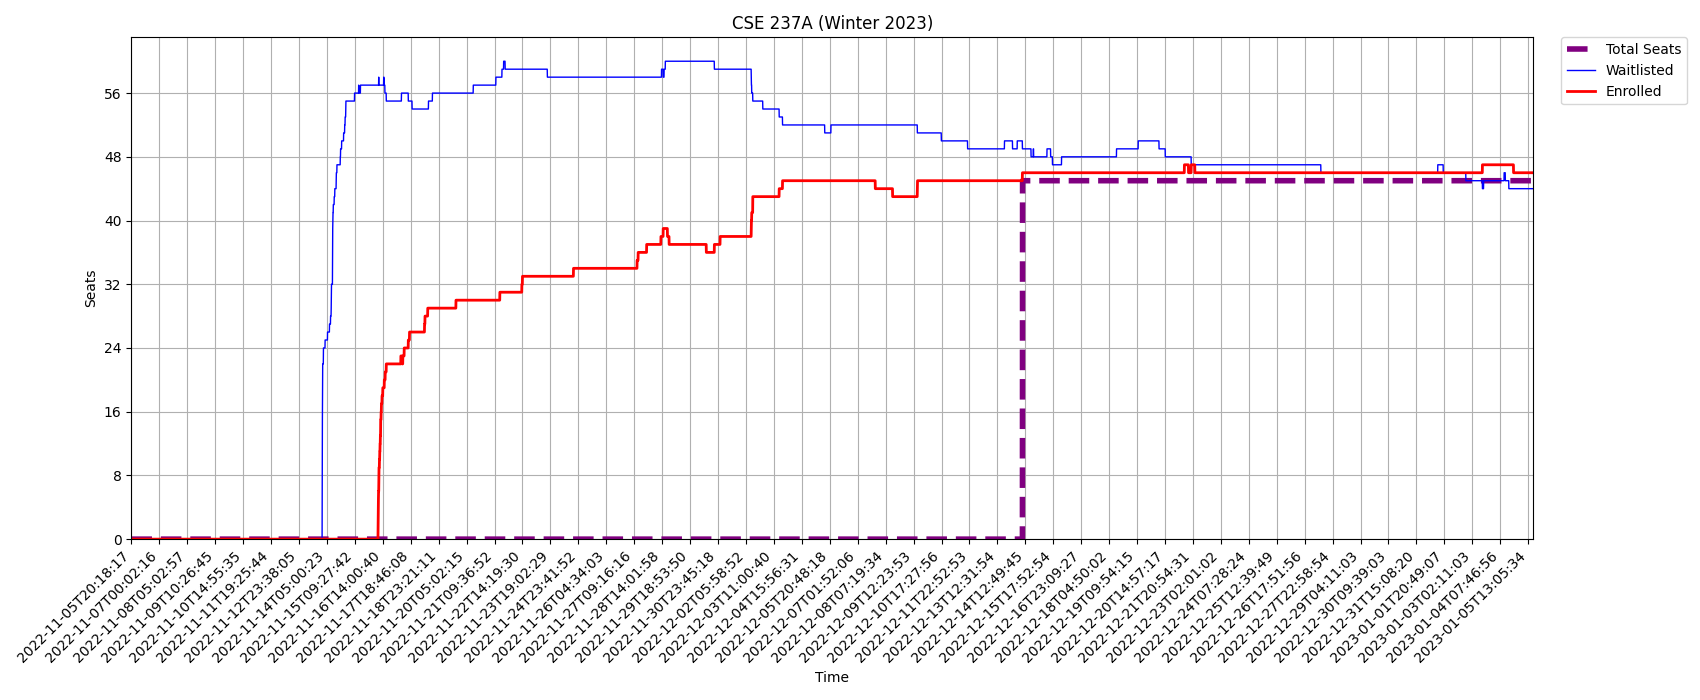 CSE 237A (Winter 2023)
Total Seats
Waitlisted
Enrolled
Seats
56
48
40
32
24
16
8
0
2022-11-05T20:18:17
2022-11-07T00:02:16
2022-11-08T05:02:57
2022-11-09T10:26:45
2022-11-10T14:55:35
2022-11-11T19:25:44
2022-11-12T23:38:05
2022-11-14T05:00:23
2022-11-15T09:27:42
2022-11-16T14:00:40
2022-11-17T18:46:08
2022-11-18T23:21:11
2022-11-20T05:02:15
2022-11-21T09:36:52
2022-11-22T14:19:30
2022-11-23T19:02:29
2022-11-24T23:41:52
2022-11-26T04:34:03
2022-11-27T09:16:16
2022-11-28T14:01:58
2022-11-29T18:53:50
2022-11-30T23:45:18
2022-12-02T05:58:52
2022-12-03T11:00:40
2022-12-04T15:56:31
2022-12-05T20:48:18
2022-12-07T01:52:06
2022-12-08T07:19:34
2022-12-09T12:23:53
2022-12-10T17:27:56
2022-12-11T22:52:53
2022-12-13T12:31:54
2022-12-14T12:49:45
2022-12-15T17:52:54
2022-12-16T23:09:27
2022-12-18T04:50:02
2022-12-19T09:54:15
2022-12-20T14:57:17
2022-12-21T20:54:31
2022-12-23T02:01:02
2022-12-24T07:28:24
2022-12-25T12:39:49
2022-12-26T17:51:56
2022-12-27T22:58:54
2022-12-29T04:11:03
2022-12-30T09:39:03
2022-12-31T15:08:20
2023-01-01T20:49:07
2023-01-03T02:11:03
2023-01-04T07:46:56
2023-01-05T13:05:34
Time